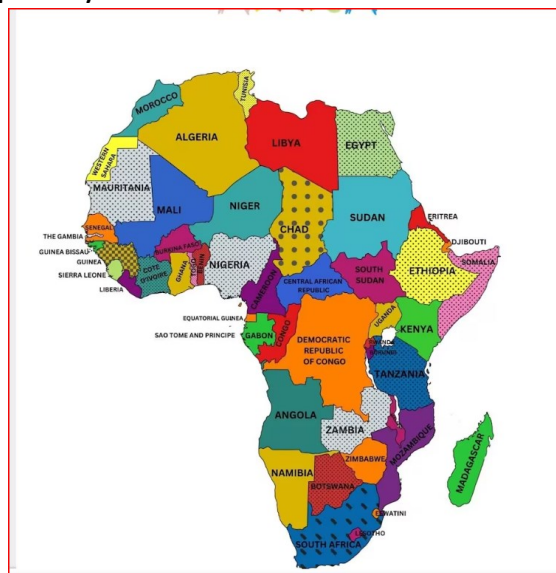 MOROCCO
TUNISIA
ALGERIA
LIBYA
EGYPT
WESTERN
SAHARA
MAURITANIA
MALI
NIGER
CHAD
SUDAN
ERITREA
SENEGAL
THE GAMBIA
GUINEA BISSAU
GUINEA
SIERRA LEONE
LIBERIA
COTE
D'IVOIRE
BURKINA FASO
GHANA
TOGO
BENIN
NIGERIA
CAMEROON
CENTRAL AFRICAN
REPUBLIC
SOUTH
SUDAN
ETHIOPIA
DJIBOUTI
SOMALIA
EQUATORIAL GUINEA
SAO TOME AND PRINCIPE
GABON
CONGO
DEMOCRATIC
REPUBLIC
OF CONGO
UGANDA
KENYA
RWANDA
BURUNDI
TANZANIA
ANGOLA
ZAMBIA
MOZAMBIQUE
MADAGASCAR
ZIMBABWE
NAMIBIA
BOTSWANA
ESWATINI
LESOTHO
SOUTH AFRICA